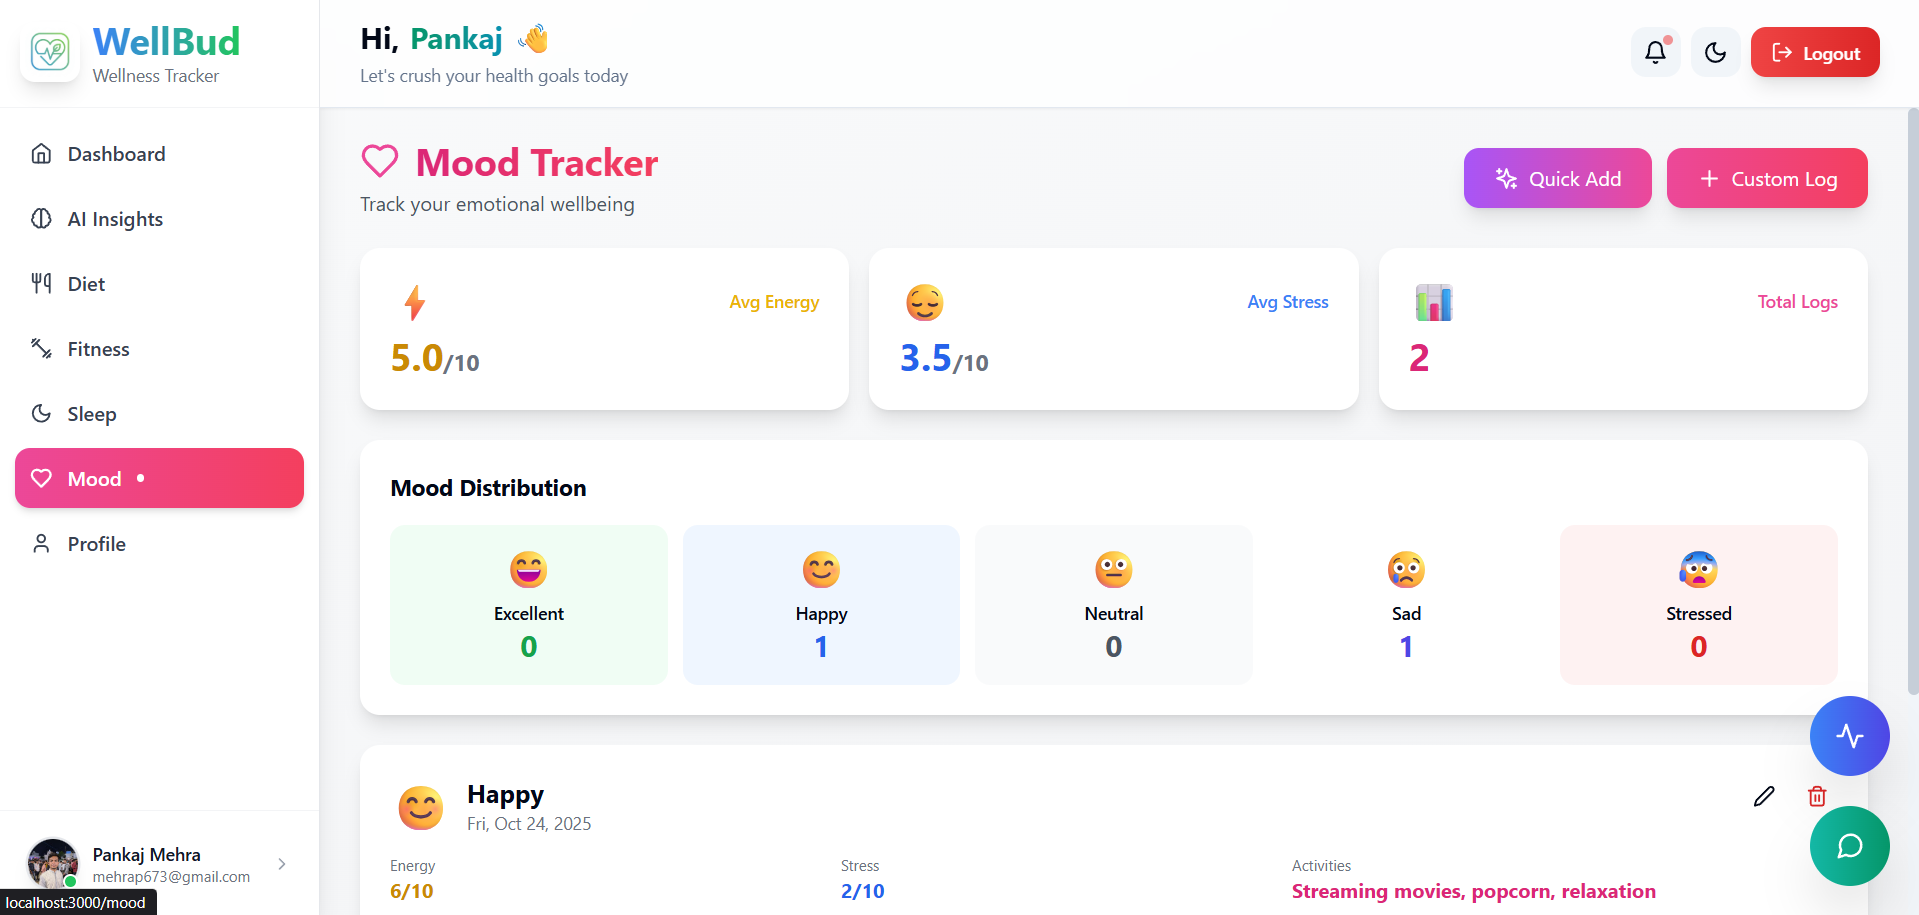 WellBud
Wellness Tracker
Hi, Pankaj 👋
Let's crush your health goals today
Logout
Dashboard
AI Insights
Diet
Fitness
Sleep
Mood
Profile
Pankaj Mehra
mehrap673@gmail.com
localhost:3000/mood
Mood Tracker
Track your emotional wellbeing
Quick Add
Custom Log
Avg Energy
5.0/10
Avg Stress
3.5/10
Total Logs
2
Mood Distribution
Excellent
0
Happy
1
Neutral
0
Sad
1
Stressed
0
Happy
Fri, Oct 24, 2025
Energy
6/10
Stress
2/10
Activities
Streaming movies, popcorn, relaxation